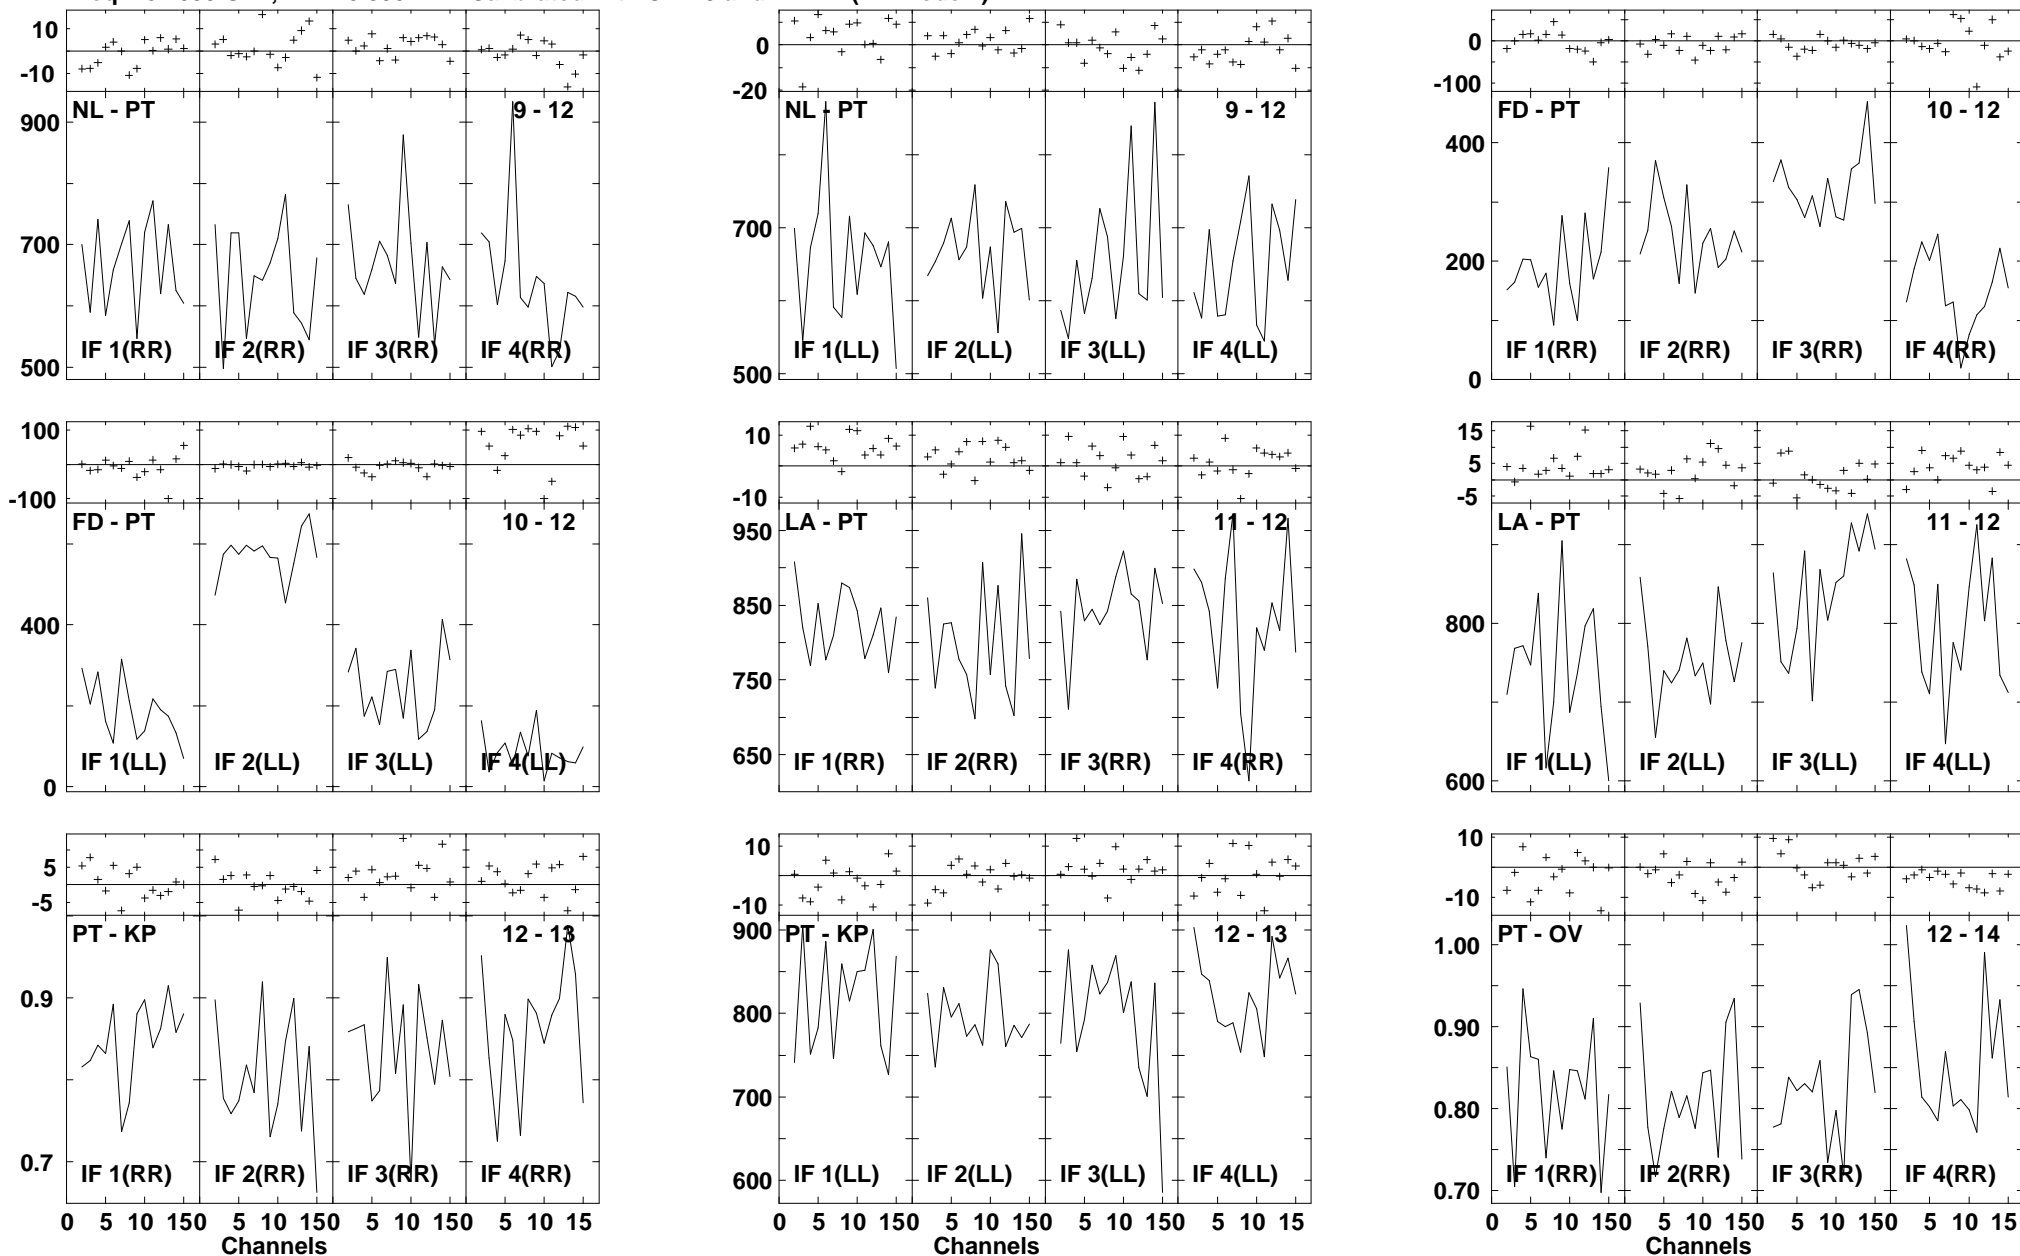 10
-10
NL - PT
9 - 12
900
700
500
IF 1(RR)
IF 2(RR)
IF 3(RR)
IF 4(RR)
0
-20
NL - PT
9 - 12
700
500
IF 1(LL)
IF 2(LL)
IF 3(LL)
IF 4(LL)
0
-100
FD - PT
10 - 12
400
200
0
IF 1(RR)
IF 2(RR)
IF 3(RR)
IF 4(RR)
100
-100
FD - PT
10 - 12
400
0
IF 1(LL)
IF 2(LL)
IF 3(LL)
IF 4(LL)
10
-10
LA - PT
11 - 12
950
850
750
650
IF 1(RR)
IF 2(RR)
IF 3(RR)
IF 4(RR)
15
5
-5
LA - PT
11 - 12
800
600
IF 1(LL)
IF 2(LL)
IF 3(LL)
IF 4(LL)
5
-5
PT - KP
12 - 13
0.9
0.7
IF 1(RR)
IF 2(RR)
IF 3(RR)
IF 4(RR)
0 5 10 150 5 10 150 5 10 150 5 10 15
Channels
10
-10
PT - KP
12 - 13
900
800
700
600
IF 1(LL)
IF 2(LL)
IF 3(LL)
IF 4(LL)
0 5 10 150 5 10 150 5 10 150 5 10 15
Channels
10
-10
PT - OV
12 - 14
1.00
0.90
0.80
0.70
IF 1(RR)
IF 2(RR)
IF 3(RR)
IF 4(RR)
0 5 10 150 5 10 150 5 10 150 5 10 15
Channels